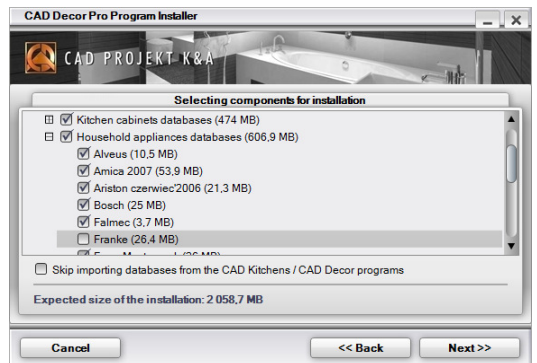 CAD Decor Pro Program Installer
CAD PROJEKT K&A
Selecting components for installation
Kitchen cabinets databases (474 MB)
Household appliances databases (606,9 MB)
Alveus (10,5 MB)
Amica 2007 (53,9 MB)
Ariston czerwiec'2006 (21,3 MB)
Bosch (25 MB)
Falmec (3,7 MB)
Franke (26,4 MB)
Skip importing databases from the CAD Kitchens / CAD Decor programs
Expected size of the installation: 2 058,7 MB
Cancel
<< Back
Next >>